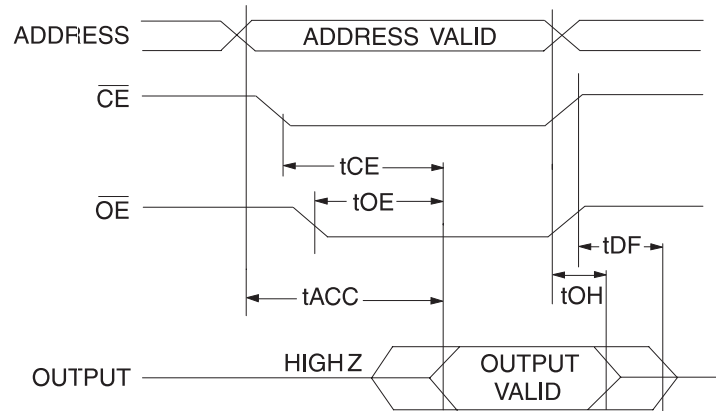 ADDRESS
ADDRESS VALID
CE
tCE
OE
tOE
tDF
tACC
tOH
HIGH Z
OUTPUT
OUTPUT
VALID